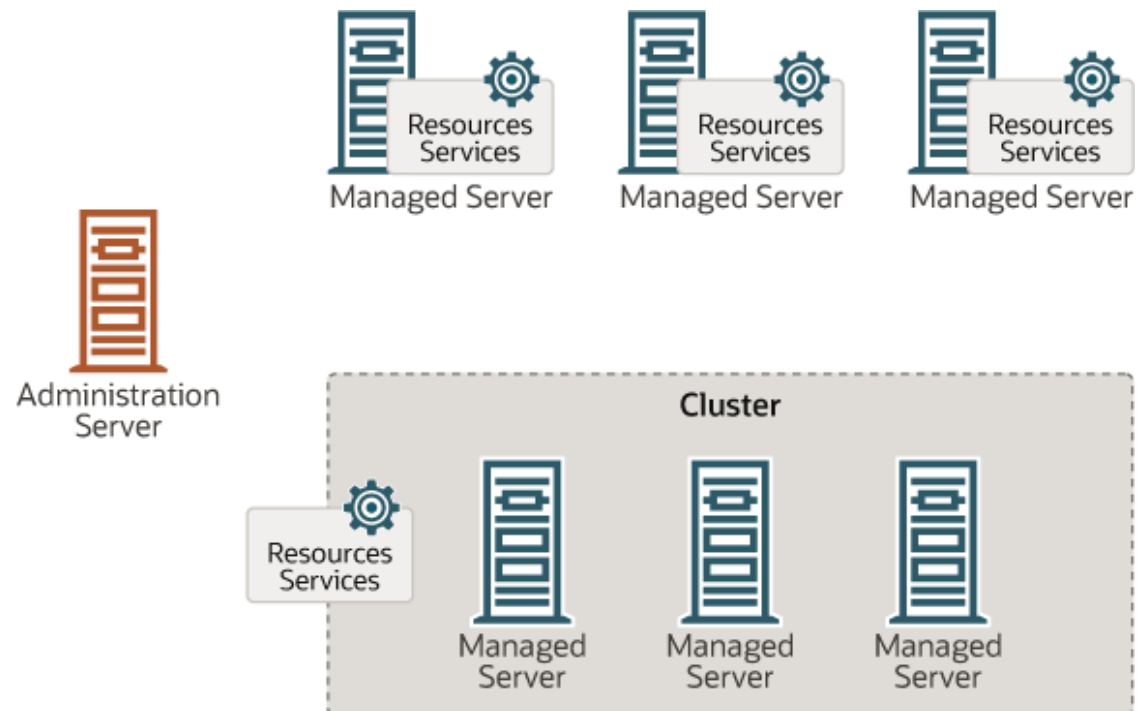 Resources
Services
Managed Server
Resources
Services
Managed Server
Resources
Services
Managed Server
Administration
Server
Cluster
Resources
Services
Managed
Server
Managed
Server
Managed
Server